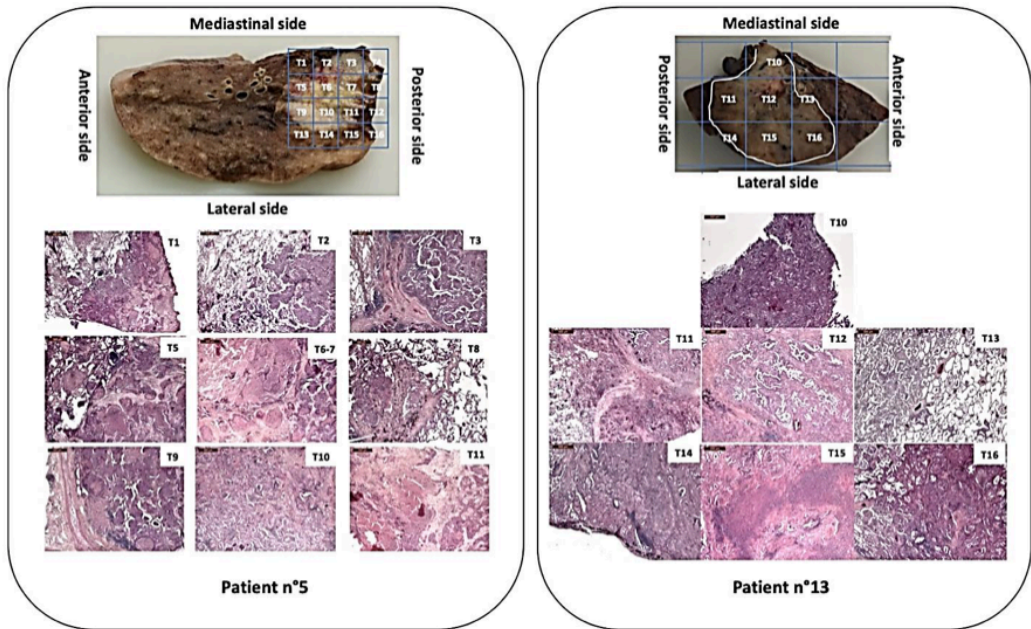 Mediastinal side
Anterior side
T1 T2 T3
T5 T6 T7 T8
T9 T10 T11 T12
T13 T14 T15 T16
Posterior side
Lateral side
T1 T2 T3
T5 T6-7 T8
T9 T10 T11
Patient n°5
Mediastinal side
Posterior side
T10
T11 T12 T13
T14 T15 T16
Anterior side
Lateral side
T10
T11 T12 T13
T14 T15 T16
Patient n°13